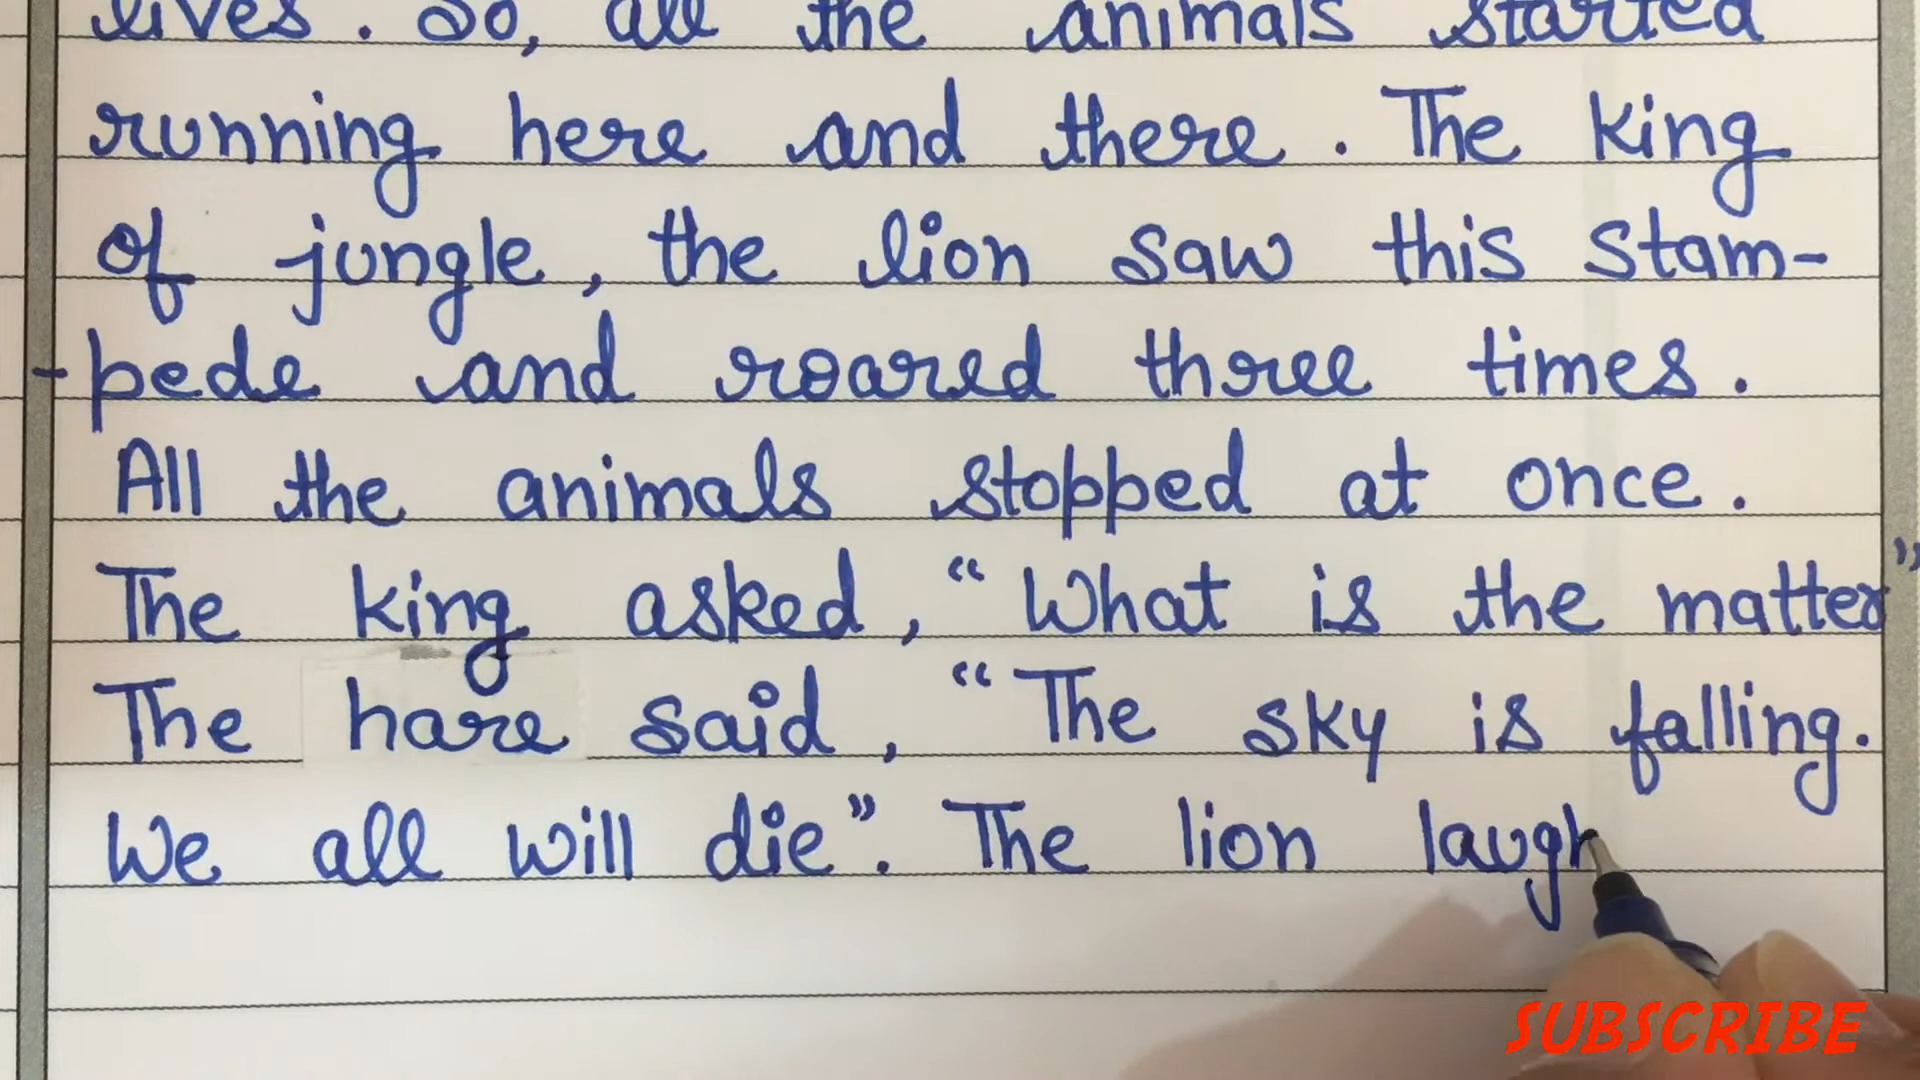 lives. So, all the animals started
running here and there. The king
of jungle, the lion saw this stam-
-pede and roared three times.
All the animals stopped at once.
The king asked, “What is the matter”
The hare said, “The sky is falling.
We all will die”. The lion laugh
SUBSCRIBE